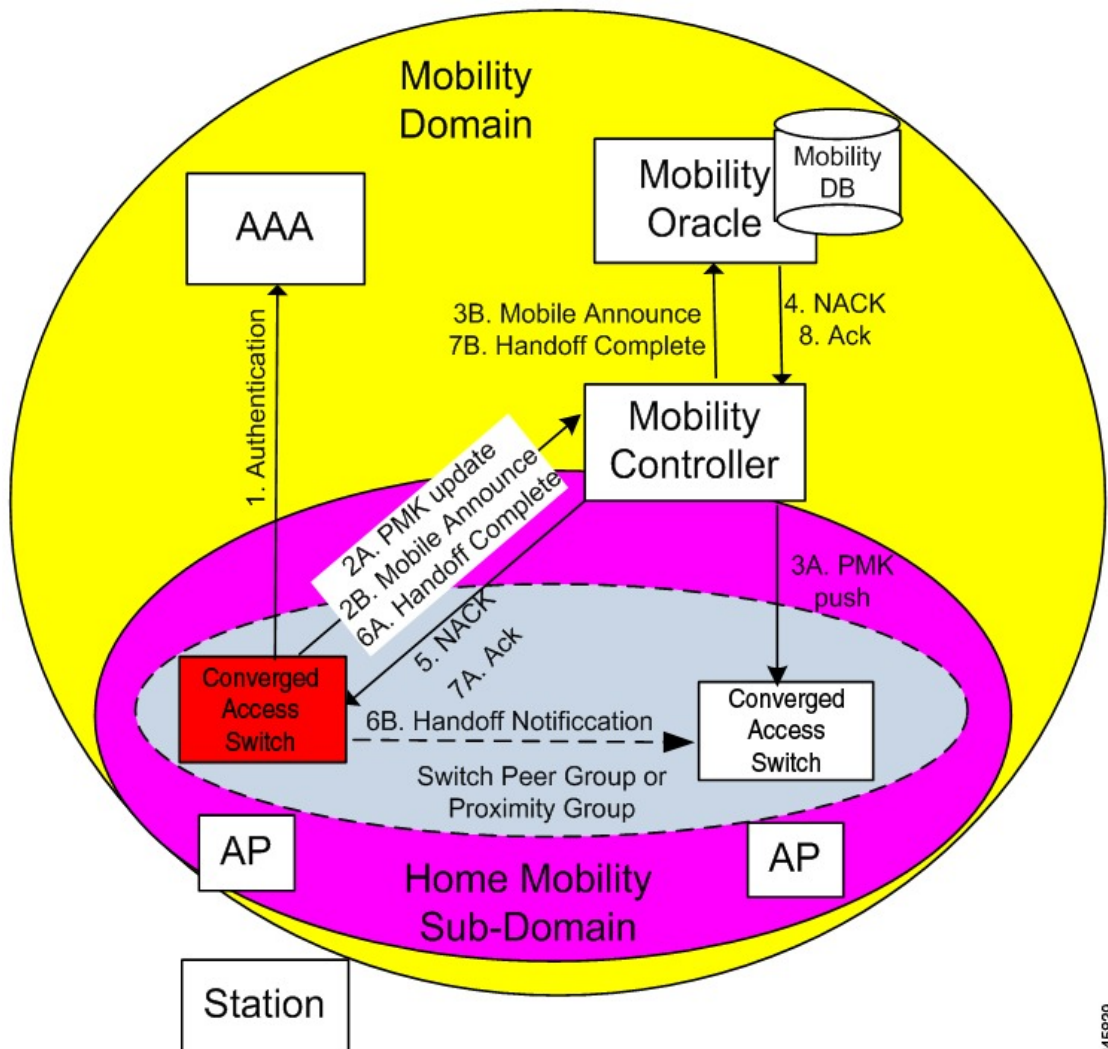 Mobility
Domain
Mobility
DB
Mobility
Oracle
AAA
3B. Mobile Announce
7B. Handoff Complete
4. NACK
8. Ack
1. Authentication
Mobility
Controller
2A. PMK update
2B. Mobile Announce
6A. Handoff Complete
5. NACK
7A. Ack
3A. PMK
push
Converged
Access
Switch
6B. Handoff Notificcation
Converged
Access
Switch
Switch Peer Group or
Proximity Group
AP
AP
Home Mobility
Sub-Domain
Station